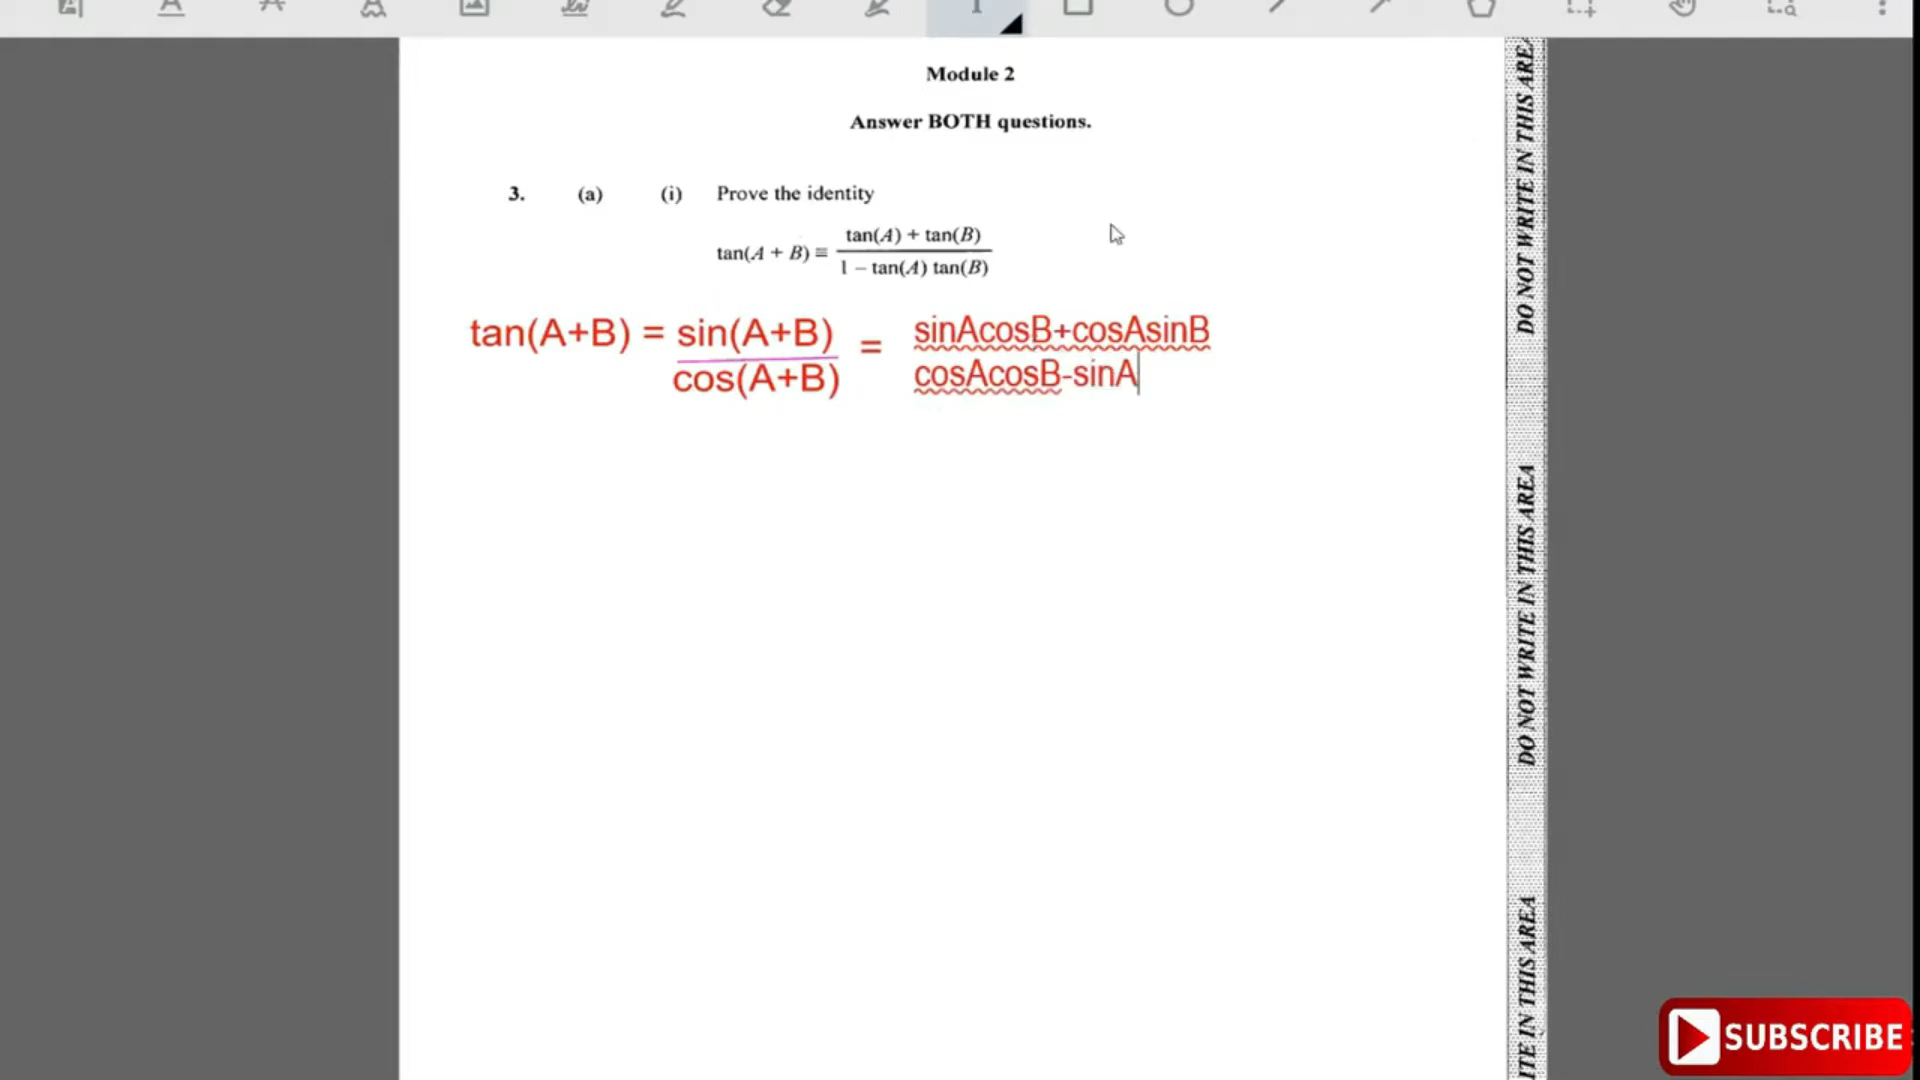 Module 2
Answer BOTH questions.
3. (a) (i) Prove the identity
tan(A + B) ≡ tan(A) + tan(B)
1 − tan(A) tan(B)
tan(A+B) = sin(A+B) = sinAcosB+cosAsinB
cos(A+B) cosAcosB-sinA
DO NOT WRITE IN THIS AREA
DO NOT WRITE IN THIS AREA
ITE IN THIS AREA
SUBSCRIBE